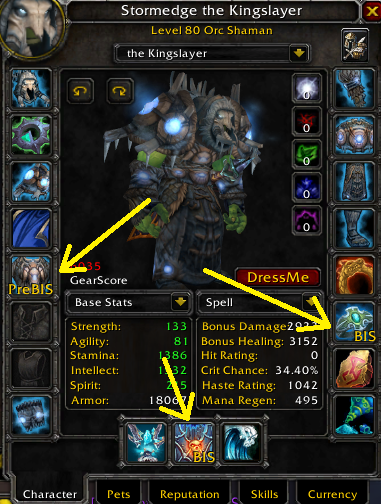 Stormedge the Kingslayer
Level 80 Orc Shaman
the Kingslayer
0
0
0
0
0
PreBIS
GearScore
DressMe
Base Stats
Spell
Strength: 133
Agility: 81
Stamina: 1386
Intellect:
Spirit:
Armor:
Bonus Damage
Bonus Healing: 3152
Hit Rating: 0
Crit Chance: 34.40%
Haste Rating: 1042
Mana Regen: 495
BIS
BIS
Character
Pets
Reputation
Skills
Currency